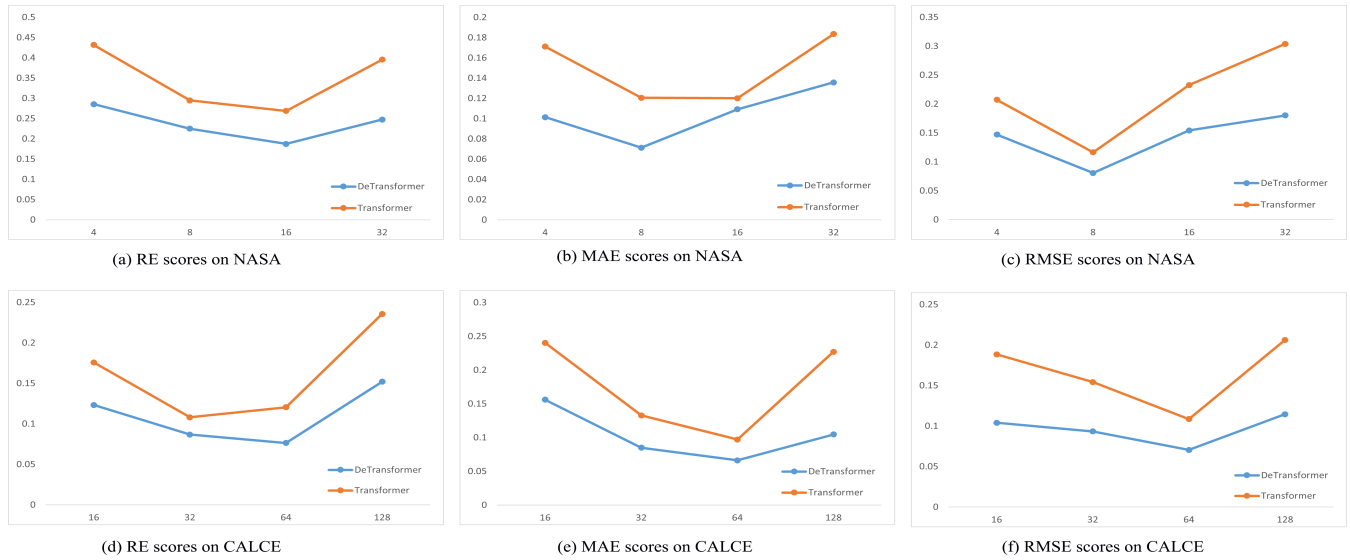 0.5
0.45
0.4
0.35
0.3
0.25
0.2
0.15
0.1
0.05
0
4 8 16 32
DeTransformer
Transformer
(a) RE scores on NASA
0.2
0.18
0.16
0.14
0.12
0.1
0.08
0.06
0.04
0.02
0
4 8 16 32
DeTransformer
Transformer
(b) MAE scores on NASA
0.35
0.3
0.25
0.2
0.15
0.1
0.05
0
4 8 16 32
DeTransformer
Transformer
(c) RMSE scores on NASA
0.25
0.2
0.15
0.1
0.05
0
16 32 64 128
DeTransformer
Transformer
(d) RE scores on CALCE
0.3
0.25
0.2
0.15
0.1
0.05
0
16 32 64 128
DeTransformer
Transformer
(e) MAE scores on CALCE
0.25
0.2
0.15
0.1
0.05
0
16 32 64 128
DeTransformer
Transformer
(f) RMSE scores on CALCE